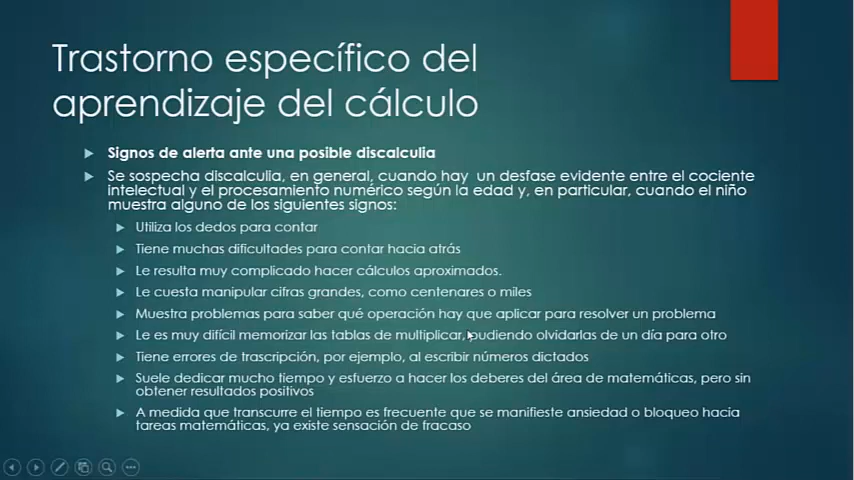 Trastorno específico del
aprendizaje del cálculo
Signos de alerta ante una posible discalculia
Se sospecha discalculia, en general, cuando hay un desfase evidente entre el cociente
intelectual y el procesamiento numérico según la edad y, en particular, cuando el niño
muestra alguno de los siguientes signos:
Utiliza los dedos para contar
Tiene muchas dificultades para contar hacia atrás
Le resulta muy complicado hacer cálculos aproximados.
Le cuesta manipular cifras grandes, como centenares o miles
Muestra problemas para saber qué operación hay que aplicar para resolver un problema
Le es muy difícil memorizar las tablas de multiplicar, pudiendo olvidarlas de un día para otro
Tiene errores de trascripción, por ejemplo, al escribir números dictados
Suele dedicar mucho tiempo y esfuerzo a hacer los deberes del área de matemáticas, pero sin
obtener resultados positivos
A medida que transcurre el tiempo es frecuente que se manifieste ansiedad o bloqueo hacia
tareas matemáticas, ya existe sensación de fracaso